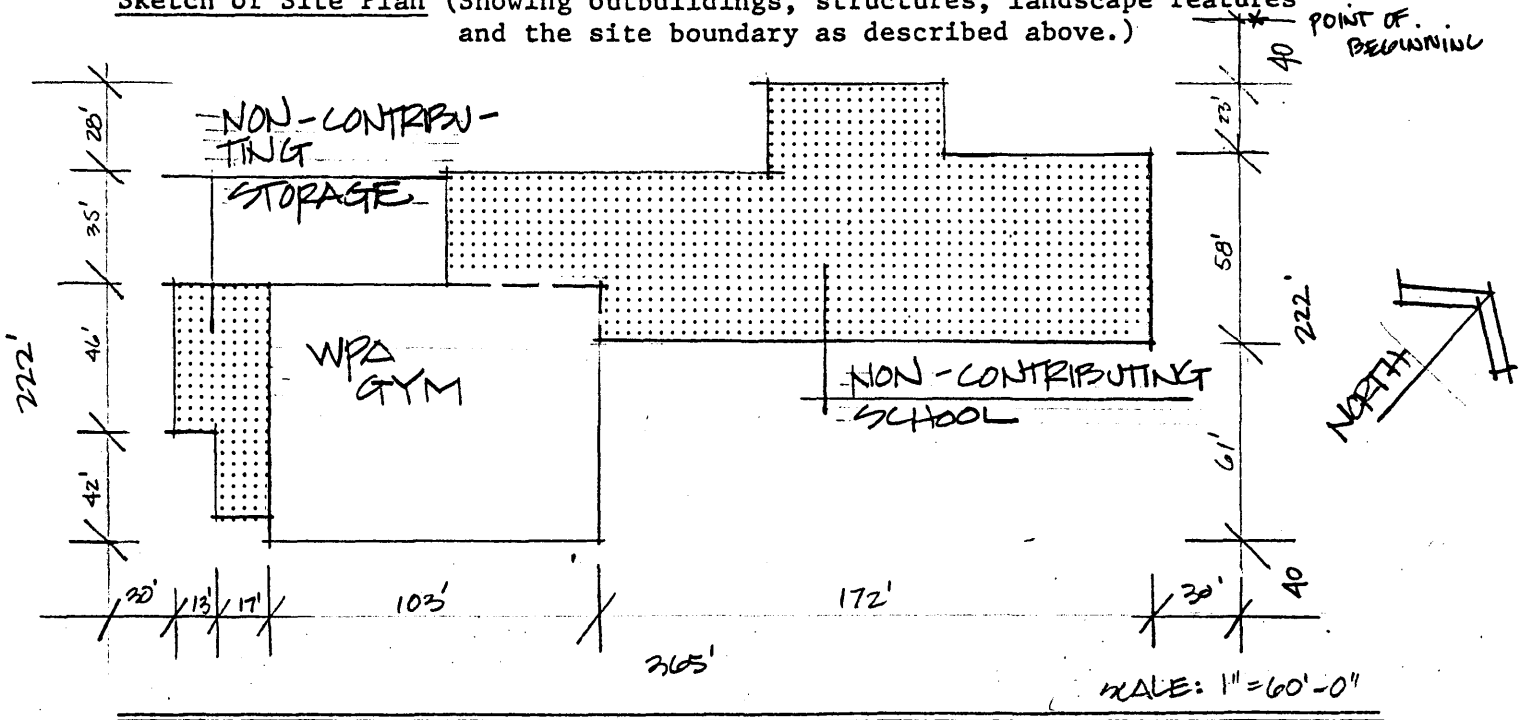 Sketch of Site Plan (Showing outbuildings, structures, landscape features
and the site boundary as described above.)
POINT OF
BEGINNING
40
NON-CONTRIBU-
TING
STORAGE
28'
23'
35'
58'
222'
46'
222'
WPA
GYM
NON-CONTRIBUTING
SCHOOL
NORTH
42'
61'
40
30'
13'
17'
103'
172'
30'
365'
SCALE: 1"=60'-0"